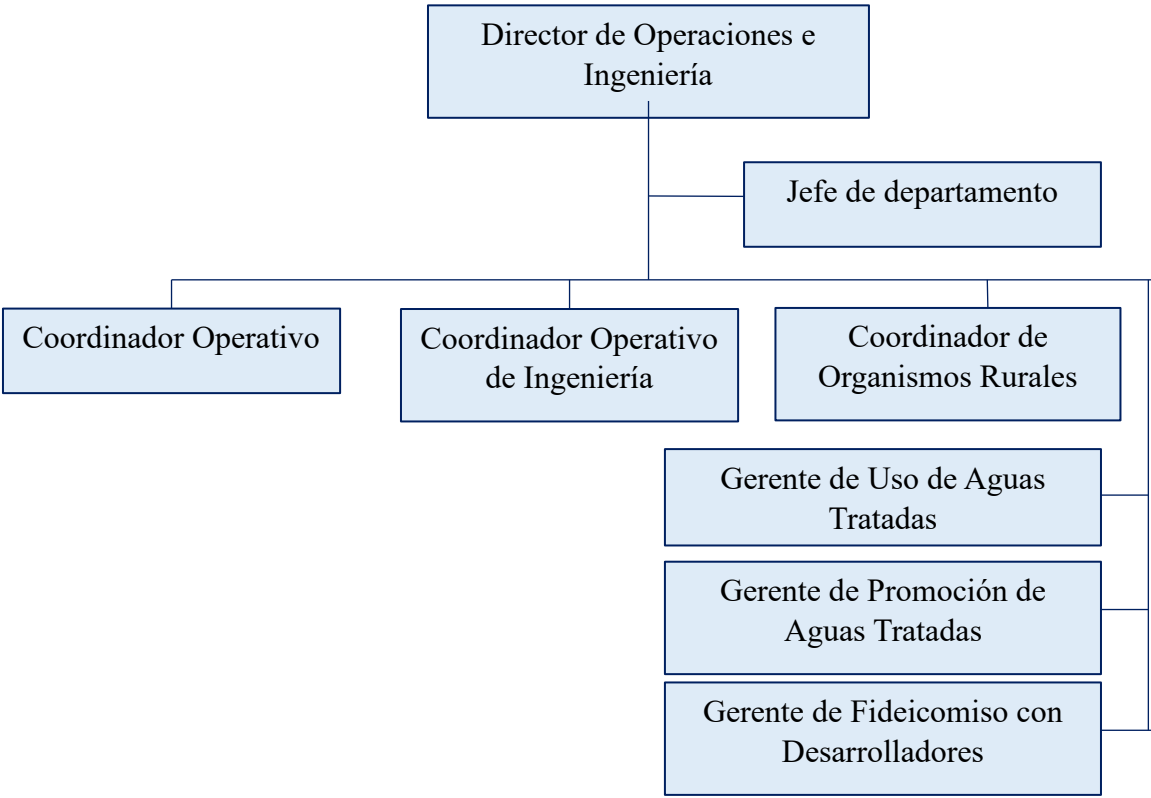 Director de Operaciones e
Ingeniería
Jefe de departamento
Coordinador Operativo
Coordinador Operativo
de Ingeniería
Coordinador de
Organismos Rurales
Gerente de Uso de Aguas
Tratadas
Gerente de Promoción de
Aguas Tratadas
Gerente de Fideicomiso con
Desarrolladores